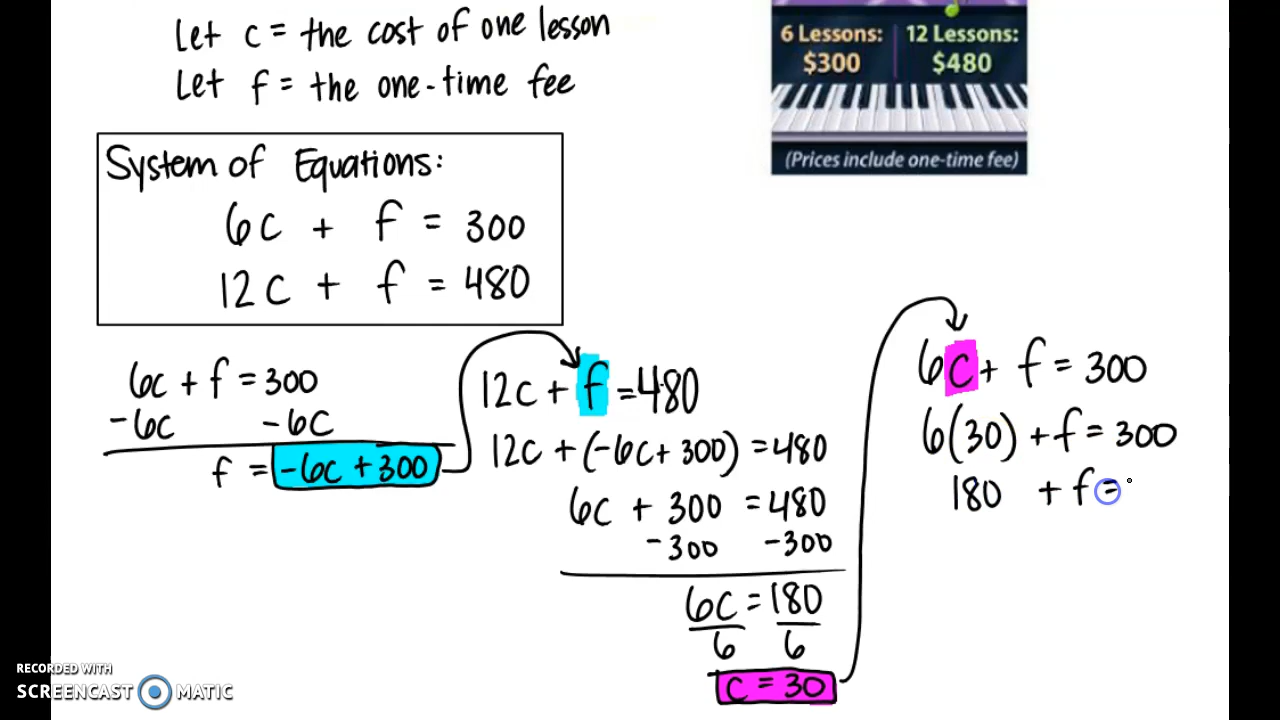 Let c = the cost of one lesson
Let f = the one-time fee
6 Lessons: $300
12 Lessons: $480
(Prices include one-time fee)
System of Equations:
6c + f = 300
12c + f = 480
6c + f = 300
-6c -6c
f = -6c + 300
12c + f = 480
12c + (-6c + 300) = 480
6c + 300 = 480
-300 -300
6c = 180
6 6
c = 30
6c + f = 300
6(30) + f = 300
180 + f =
RECORDED WITH
SCREENCAST MATIC